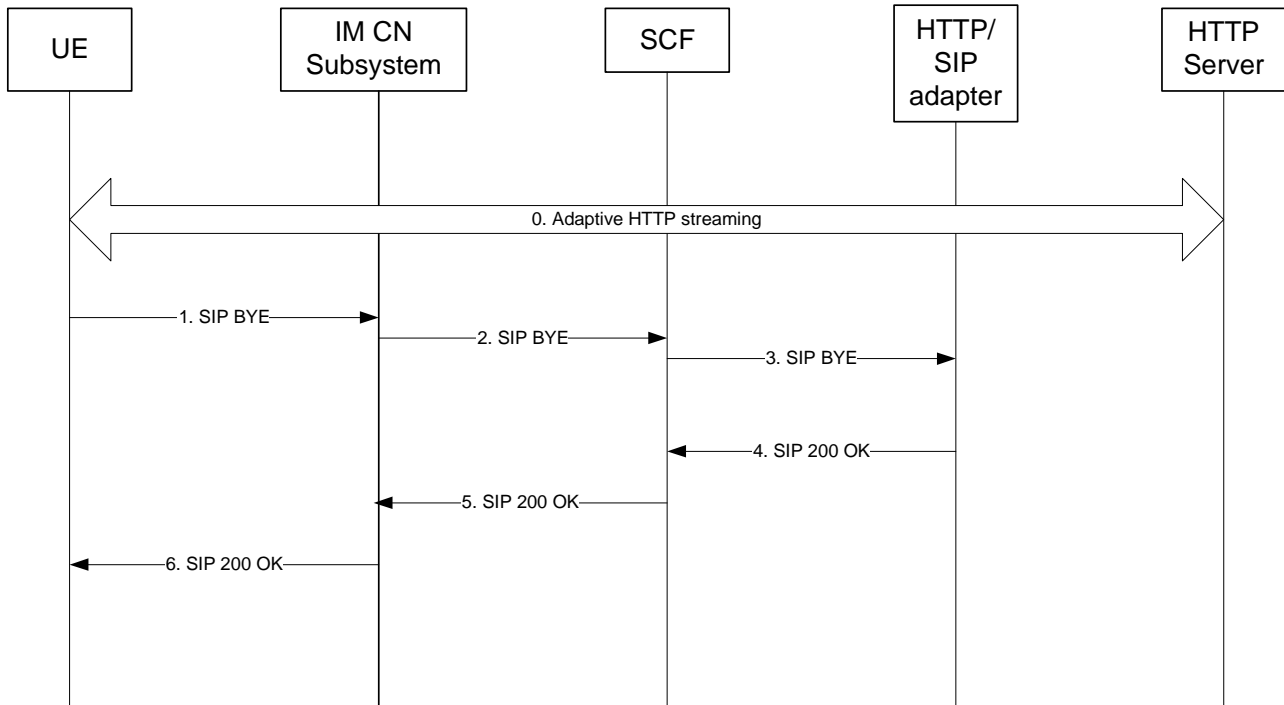 UE
IM CN
Subsystem
SCF
HTTP/
SIP
adapter
HTTP
Server
0. Adaptive HTTP streaming
1. SIP BYE
2. SIP BYE
3. SIP BYE
4. SIP 200 OK
5. SIP 200 OK
6. SIP 200 OK